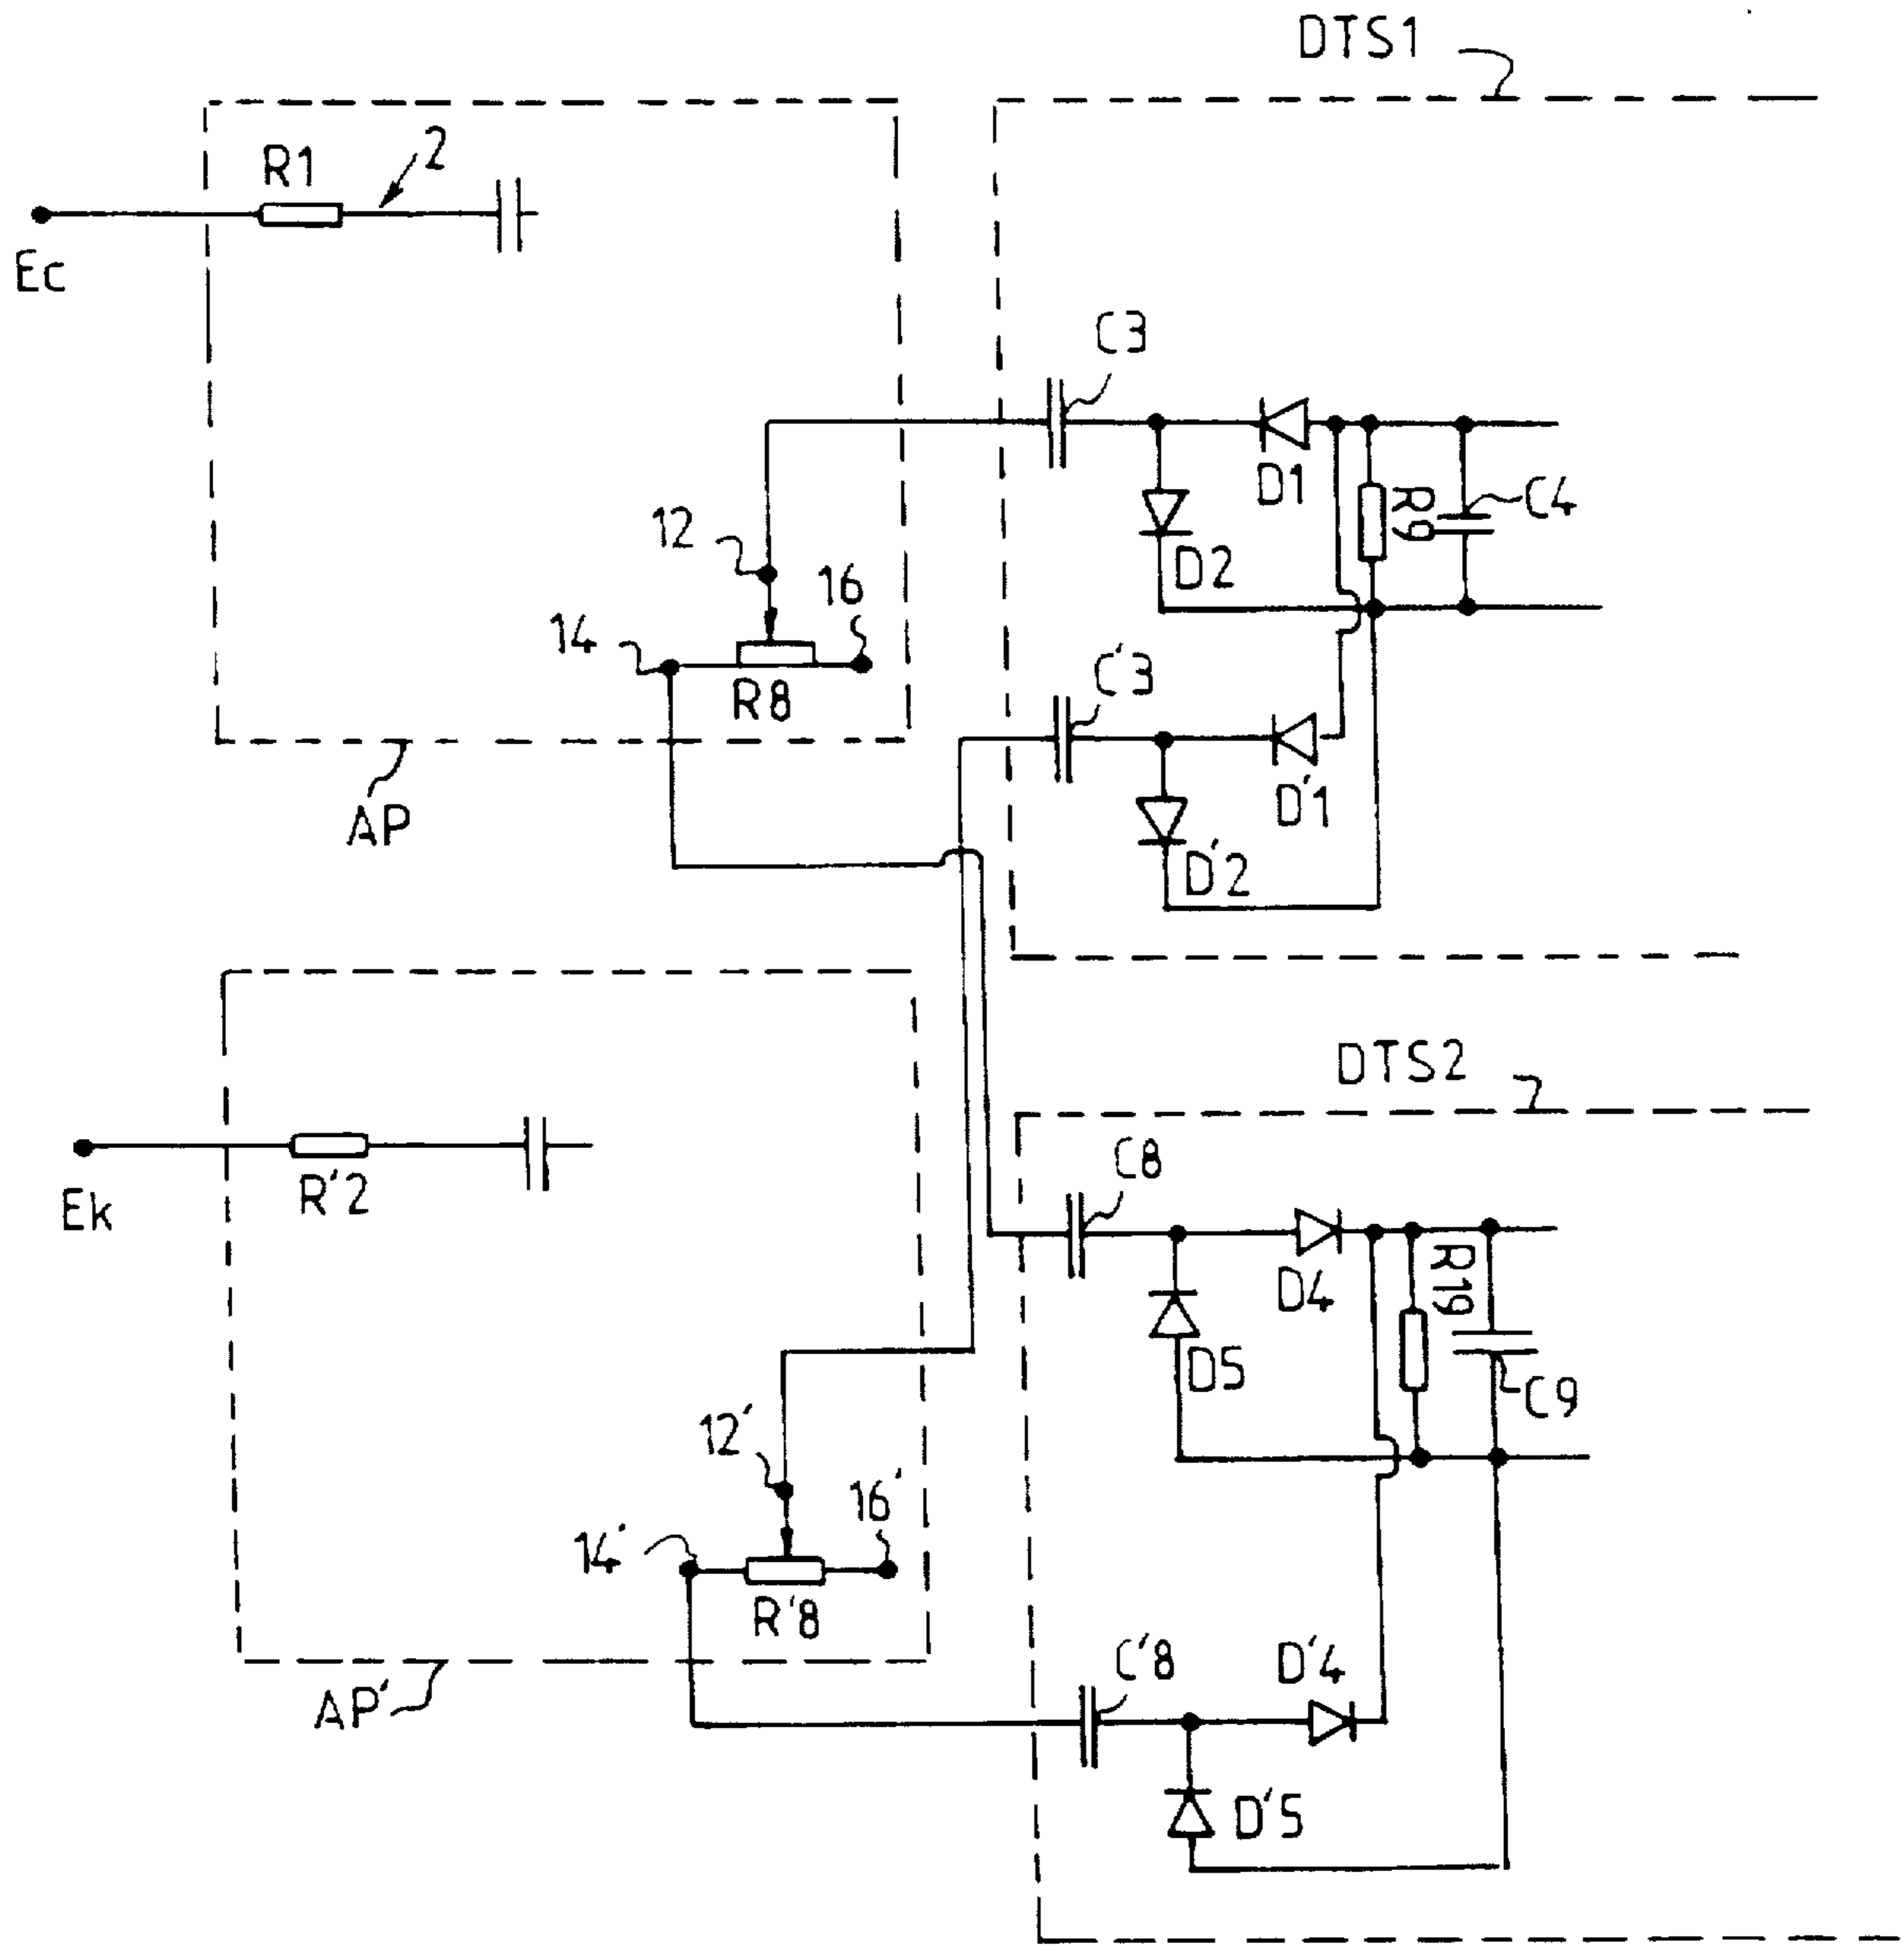 DTS1
R1
2
Ec
C3
D1
R9
C4
12
D2
16
14
R8
C'3
D'1
AP
D'2
DTS2
C8
R'2
Ek
D4
R19
D5
C9
12'
16'
14'
R'8
C'8
D'4
AP'
D'5